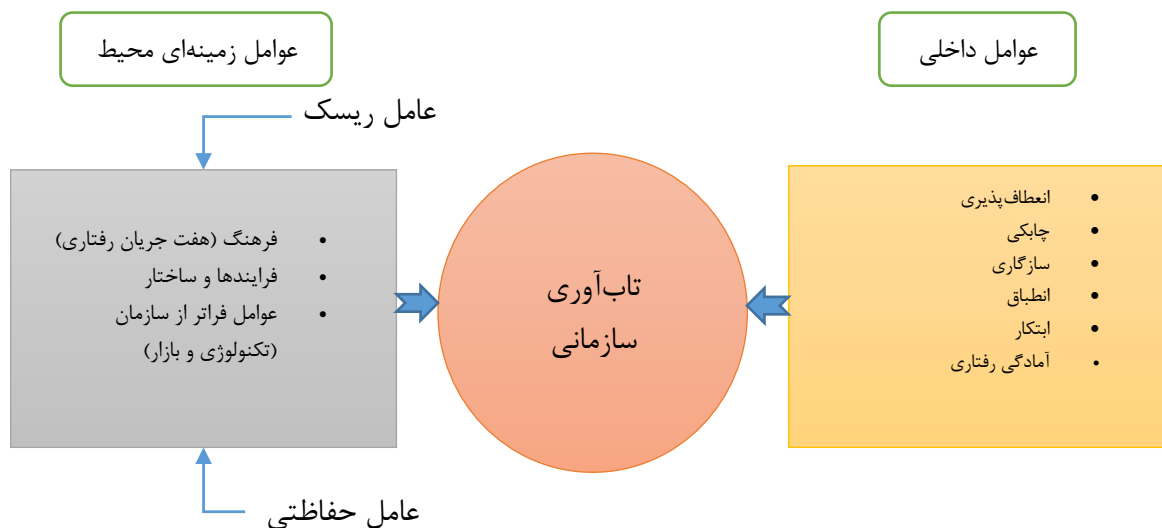 عوامل داخلی
عوامل زمینه‌ای محیط
عامل ریسک
• انعطاف‌پذیری
• چابکی
• سازگاری
• انطباق
• ابتکار
• آمادگی رفتاری
تاب‌آوری
سازمانی
• فرهنگ (هفت جریان رفتاری)
• فرایندها و ساختار
• عوامل فراتر از سازمان
(تکنولوژی و بازار)
عامل حفاظتی